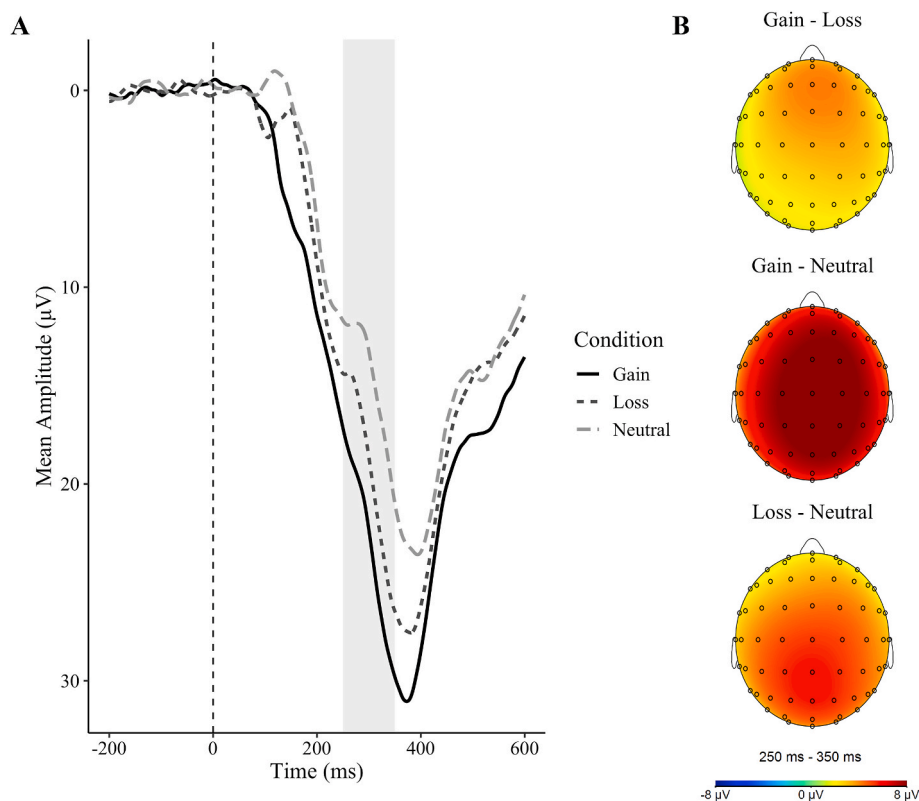 A
Mean Amplitude (µV)
0
10
20
30
-200
0
200
400
600
Time (ms)
Condition
Gain
Loss
Neutral
B
Gain - Loss
Gain - Neutral
Loss - Neutral
250 ms - 350 ms
-8 µV
0 µV
8 µV